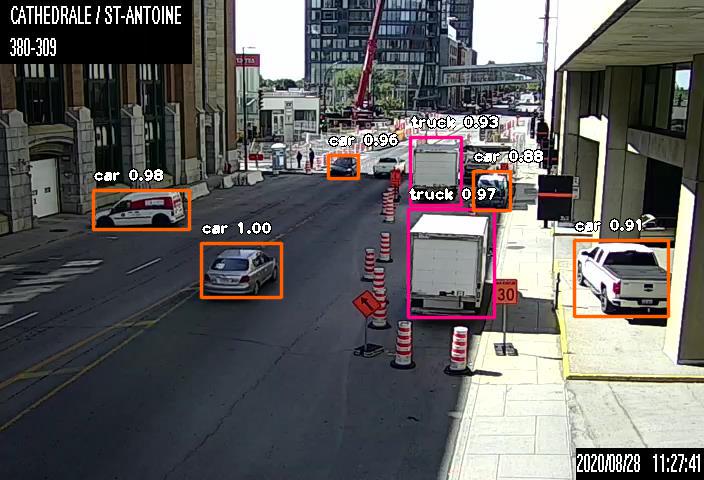 CATHEDRALE / ST-ANTOINE
380-309
truck 0.93
car 0.96
car 0.88
car 0.98
truck 0.97
car 0.91
car 1.00
30
2020/08/28 11:27:41